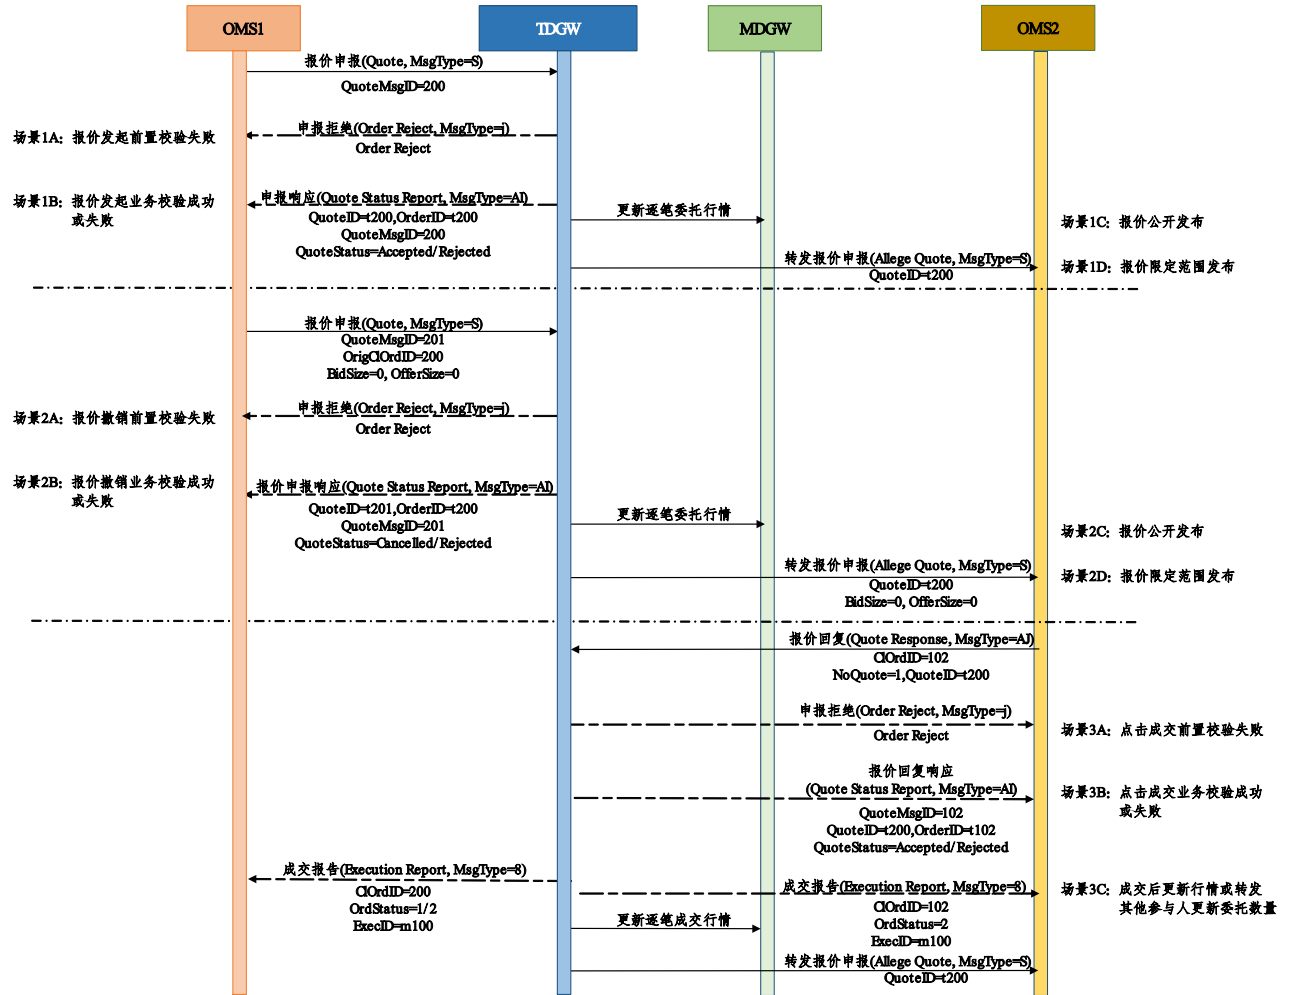 OMS1
TDGW
MDGW
OMS2
报价申报(Quote, MsgType=S)
QuoteMsgID=200
场景1A：报价发起前置校验失败
申报拒绝(Order Reject, MsgType=j)
Order Reject
场景1B：报价发起业务校验成功
或失败
申报响应(Quote Status Report, MsgType=AI)
QuoteID=t200,OrderID=t200
QuoteMsgID=200
QuoteStatus=Accepted/Rejected
更新逐笔委托行情
场景1C：报价公开发布
转发报价申报(Allege Quote, MsgType=S)
QuoteID=t200
场景1D：报价限定范围发布
报价申报(Quote, MsgType=S)
QuoteMsgID=201
OrigClOrdID=200
BidSize=0, OfferSize=0
场景2A：报价撤销前置校验失败
申报拒绝(Order Reject, MsgType=j)
Order Reject
场景2B：报价撤销业务校验成功
或失败
报价申报响应(Quote Status Report, MsgType=AI)
QuoteID=t201,OrderID=t200
QuoteMsgID=201
QuoteStatus=Cancelled/Rejected
更新逐笔委托行情
场景2C：报价公开发布
转发报价申报(Allege Quote, MsgType=S)
QuoteID=t200
BidSize=0, OfferSize=0
场景2D：报价限定范围发布
报价回复(Quote Response, MsgType=AJ)
ClOrdID=102
NoQuote=1,QuoteID=t200
申报拒绝(Order Reject, MsgType=j)
Order Reject
场景3A：点击成交前置校验失败
报价回复响应
(Quote Status Report, MsgType=AI)
QuoteMsgID=102
QuoteID=t200,OrderID=t102
QuoteStatus=Accepted/Rejected
场景3B：点击成交业务校验成功
或失败
成交报告(Execution Report, MsgType=8)
ClOrdID=200
OrdStatus=1/2
ExecID=m100
更新逐笔成交行情
成交报告(Execution Report, MsgType=8)
ClOrdID=102
OrdStatus=2
ExecID=m100
场景3C：成交后更新行情或转发
其他参与人更新委托数量
转发报价申报(Allege Quote, MsgType=S)
QuoteID=t200